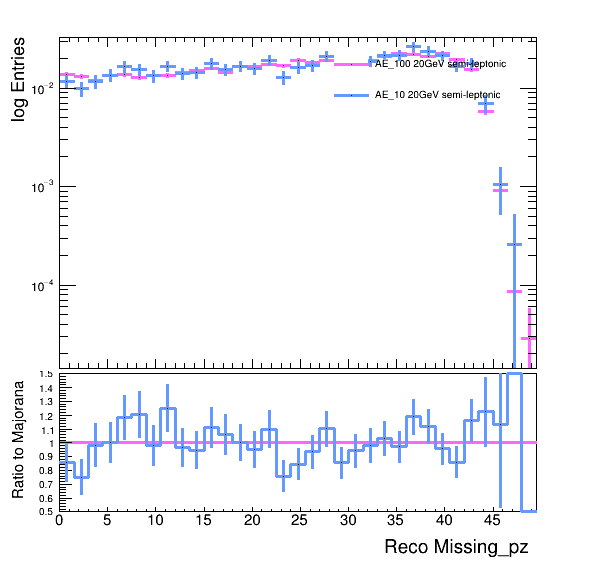 log Entries
10⁻²
10⁻³
10⁻⁴
AE_100 20GeV semi-leptonic
AE_10 20GeV semi-leptonic
Ratio to Majorana
1.5
1.4
1.3
1.2
1.1
1
0.9
0.8
0.7
0.6
0.5
0 5 10 15 20 25 30 35 40 45
Reco Missing_pz